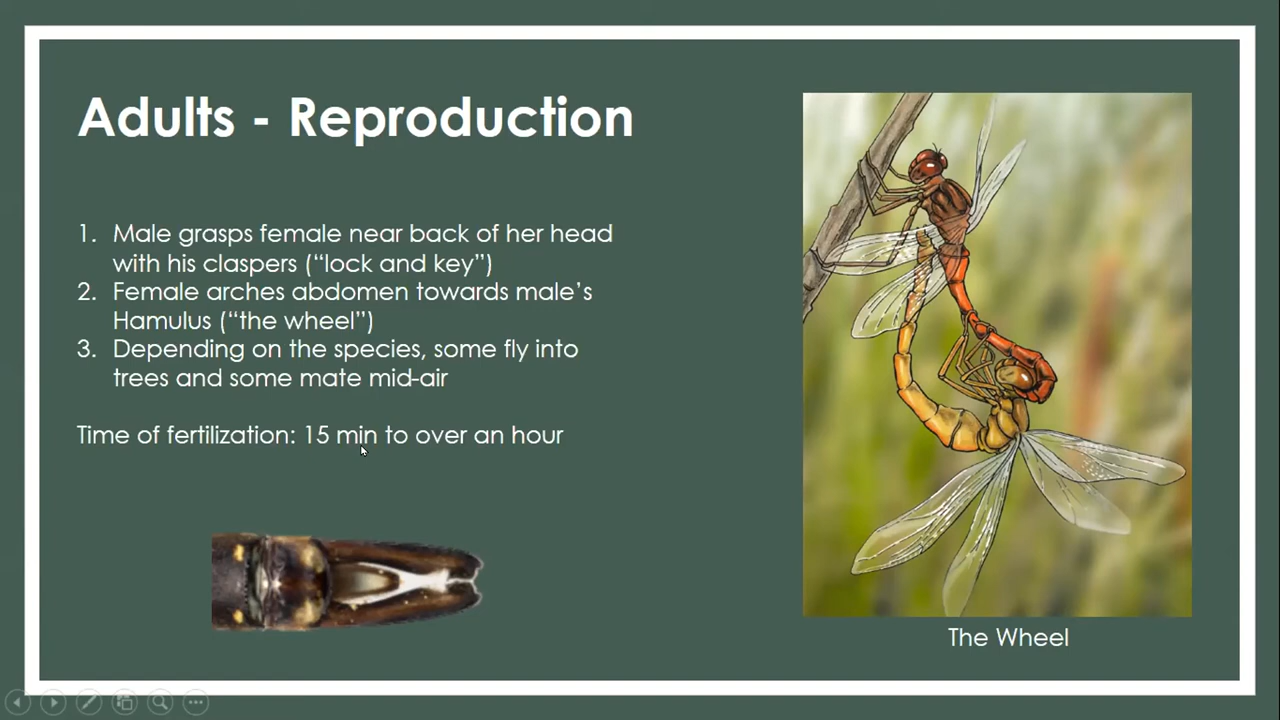 Adults - Reproduction
1. Male grasps female near back of her head
with his claspers (“lock and key”)
2. Female arches abdomen towards male’s
Hamulus (“the wheel”)
3. Depending on the species, some fly into
trees and some mate mid-air
Time of fertilization: 15 min to over an hour
The Wheel